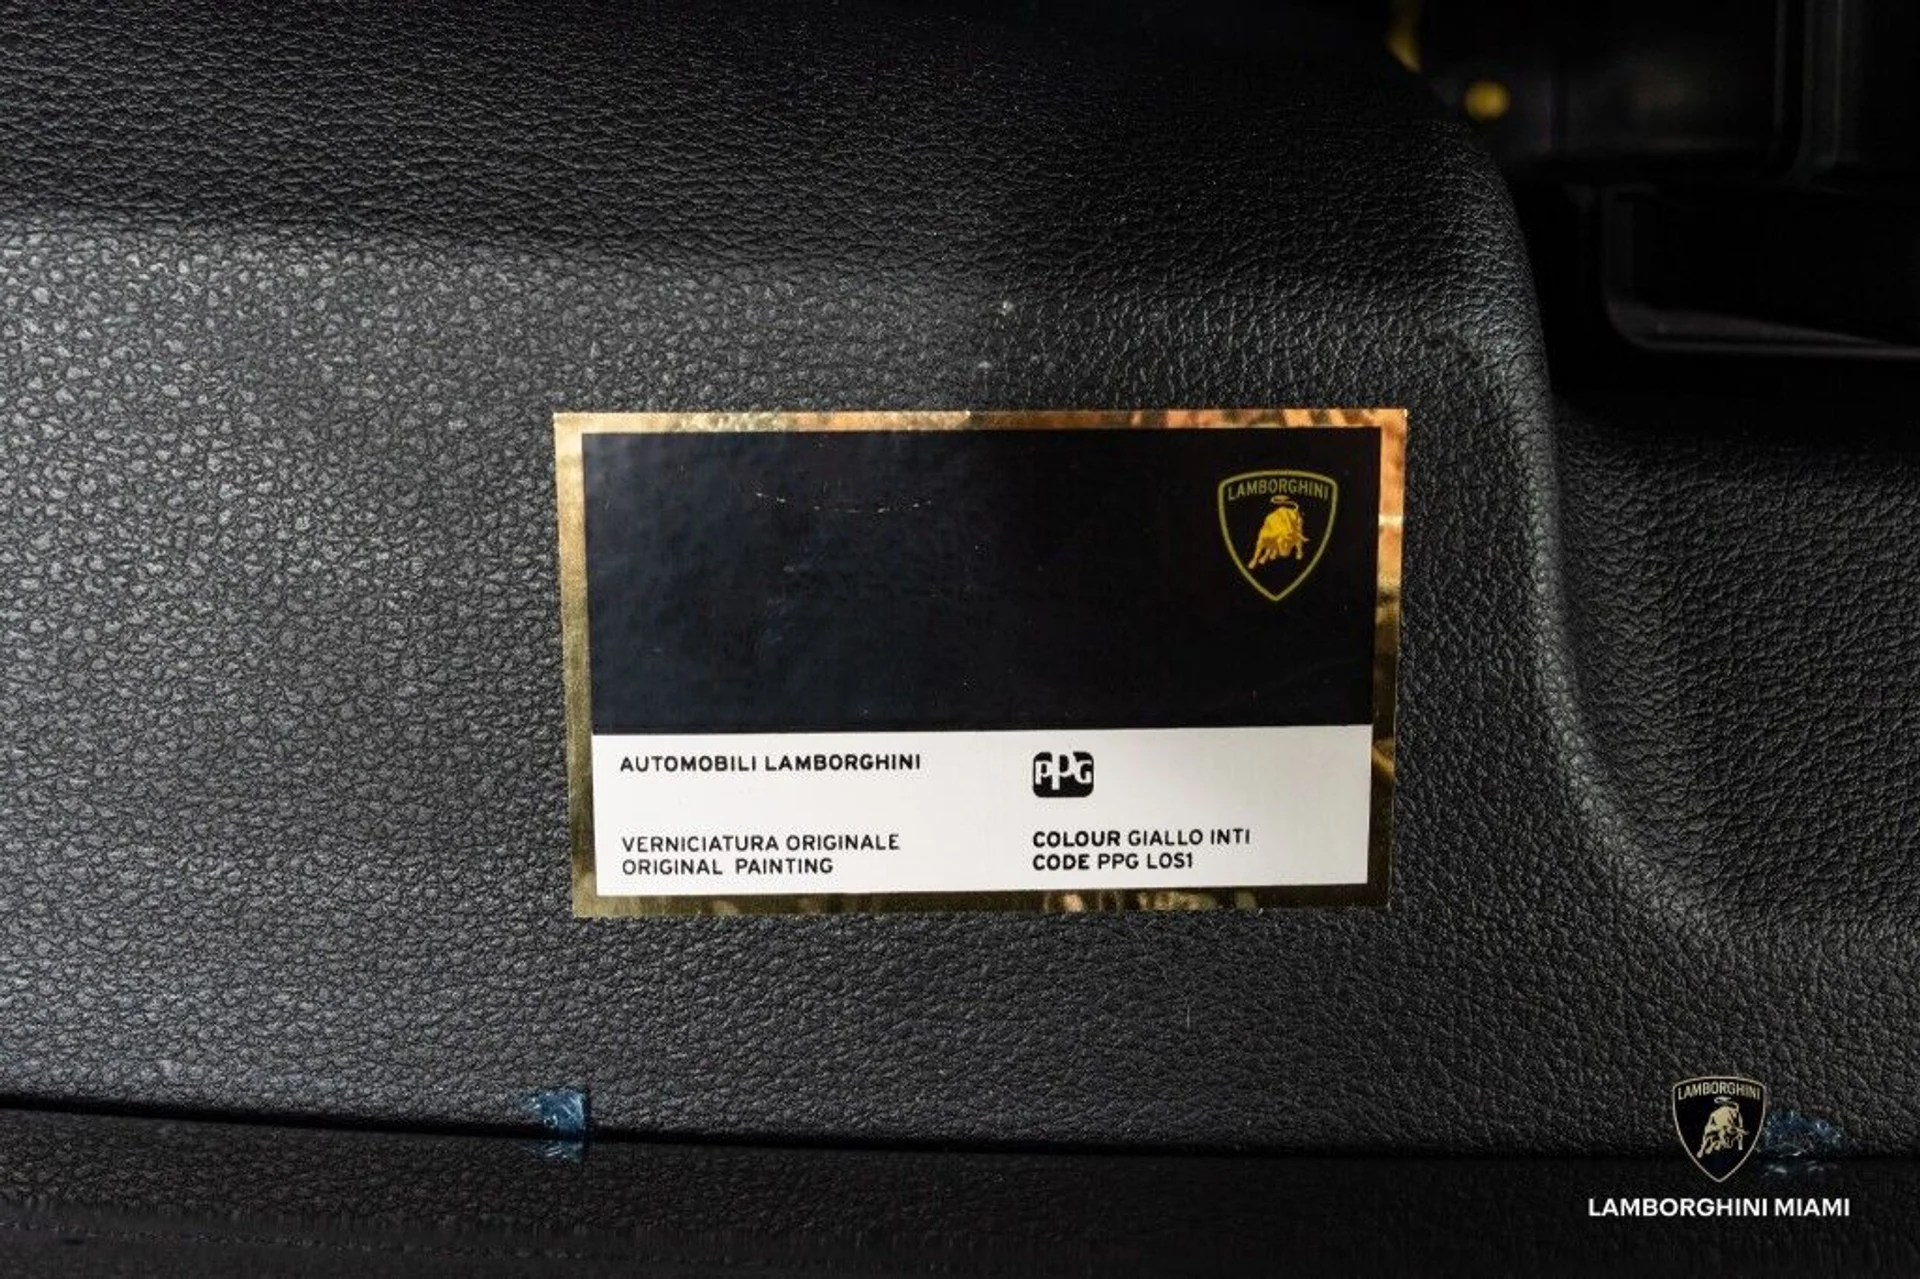 LAMBORGHINI
AUTOMOBILI LAMBORGHINI
PPG
VERNICIATURA ORIGINALE
ORIGINAL PAINTING
COLOUR GIALLO INTI
CODE PPG LOS1
LAMBORGHINI
LAMBORGHINI MIAMI